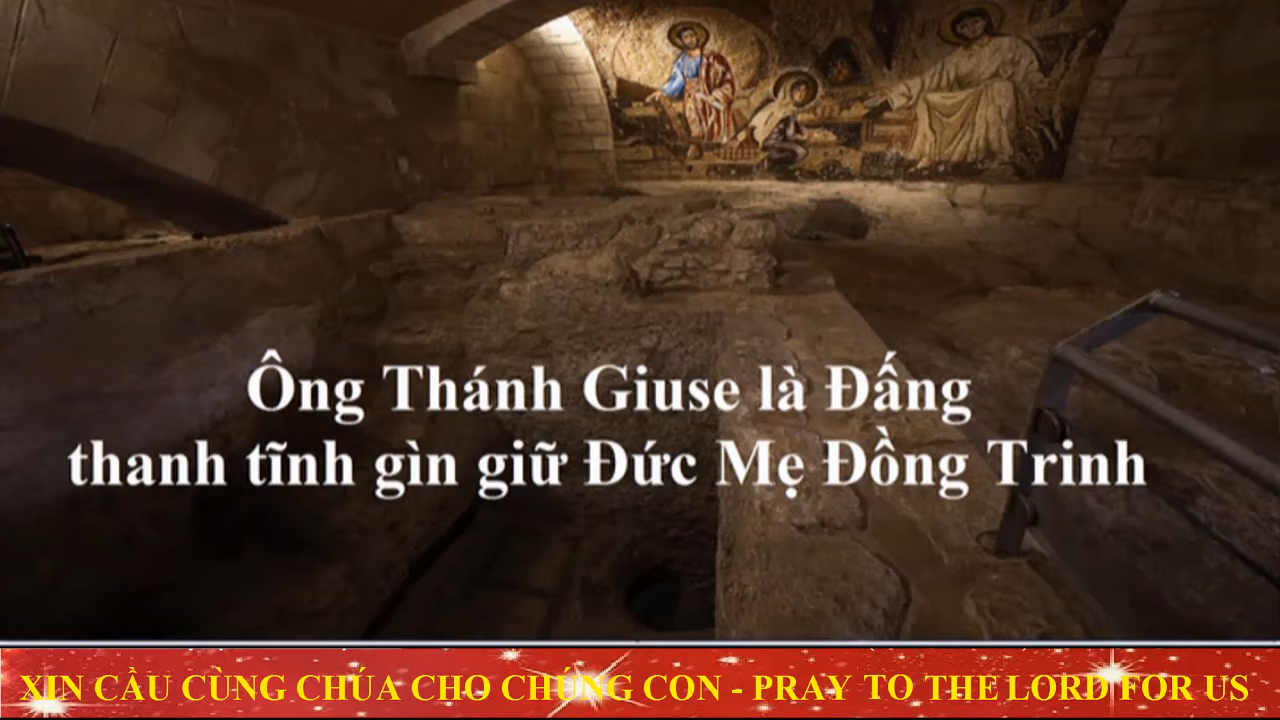 Ông Thánh Giuse là Đấng
thanh tĩnh gìn giữ Đức Mẹ Đồng Trinh
XIN CẦU CÙNG CHÚA CHO CHÚNG CON - PRAY TO THE LORD FOR US